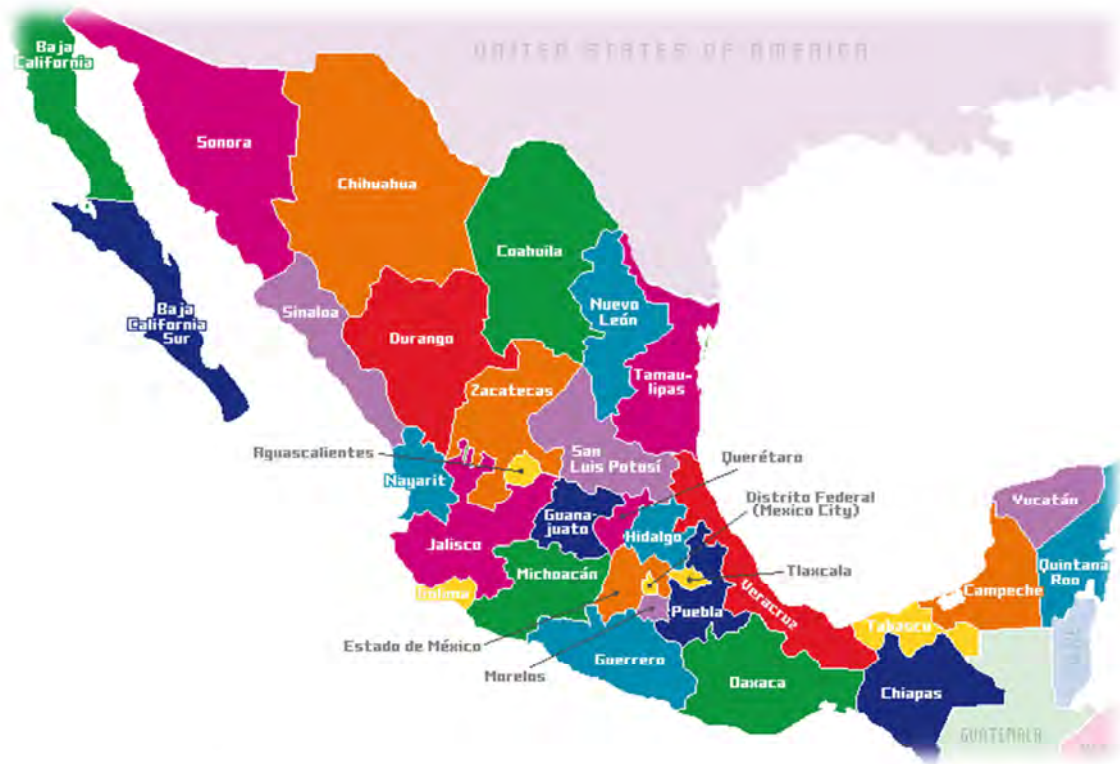 UNITED STATES OF AMERICA
Baja
California
Sonora
Chihuahua
Coahuila
Baja
California
Sur
Sinaloa
Nuevo
León
Durango
Tamau-
lipas
Zacatecas
Aguascalientes
San
Luis Potosí
Querétaro
Nayarit
Distrito Federal
(Mexico City)
Yucatán
Guana-
juato
Hidalgo
Jalisco
Michoacán
Tlaxcala
Quintana
Roo
Campeche
Colima
Veracruz
Puebla
Tabasco
Estado de México
Guerrero
Morelos
Oaxaca
Chiapas
GUATEMALA